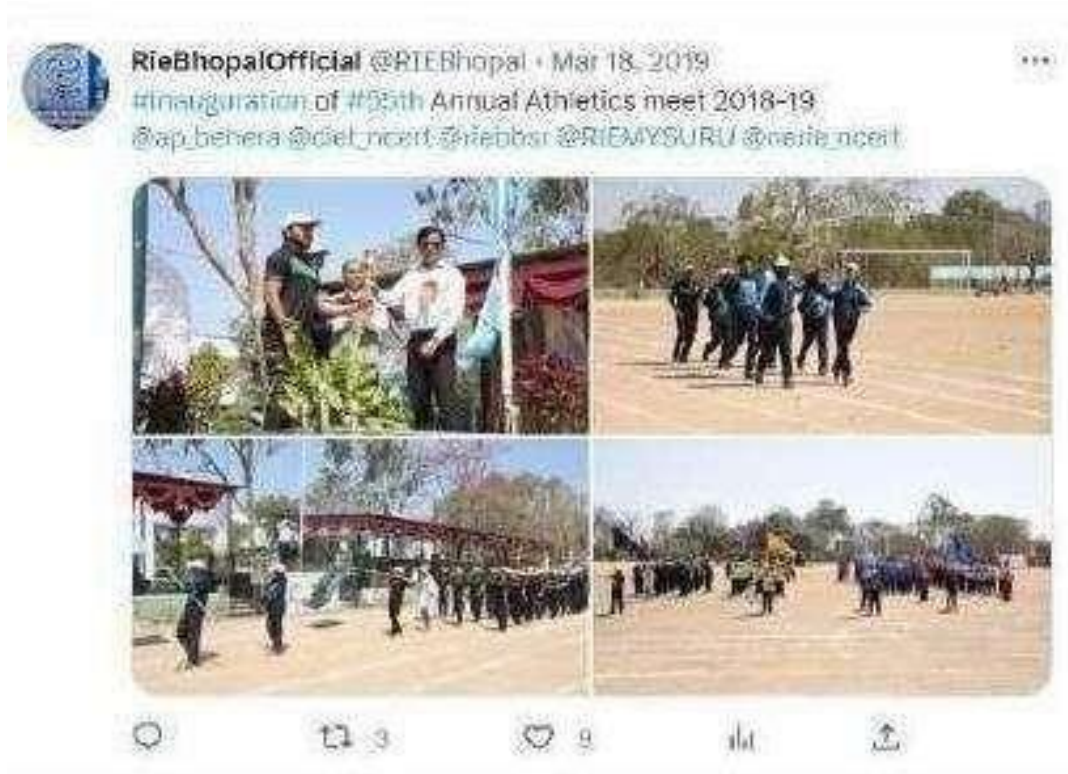 RieBhopalOfficial @RIEBhopal · Mar 18, 2019
#Inauguration of #55th Annual Athletics meet 2018-19
@ap_behera @ciet_ncert @riebbsr @RIEMYSURU @nerie_ncert
3 9